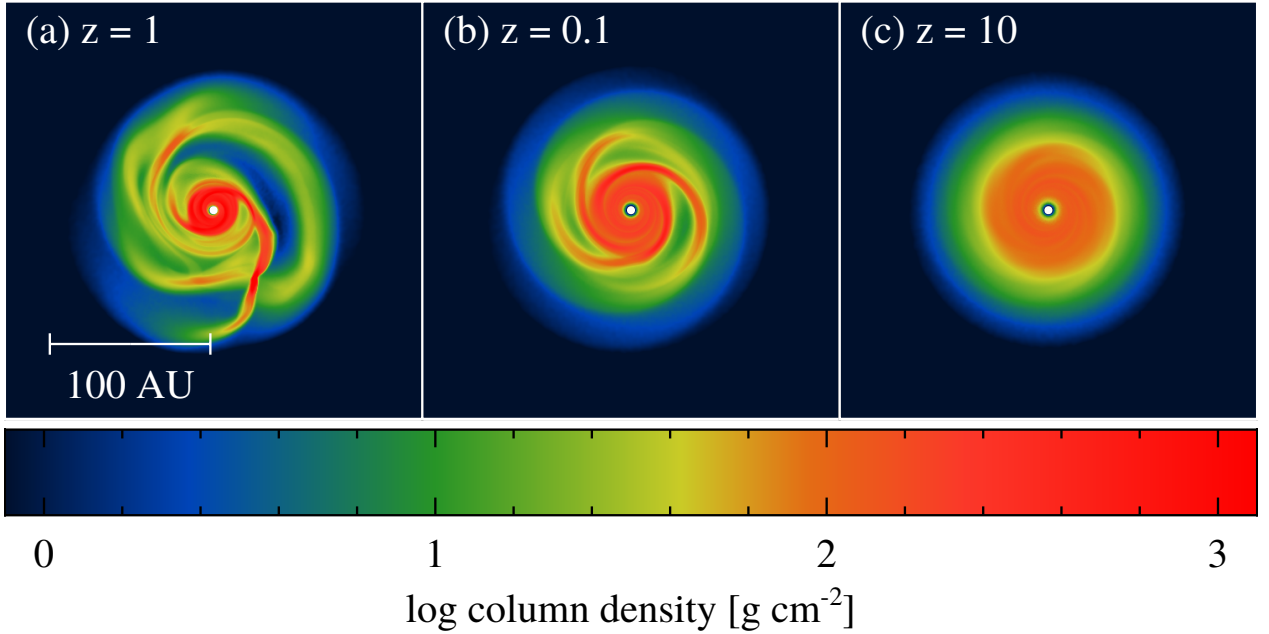 (a) z = 1
(b) z = 0.1
(c) z = 10
100 AU
0 1 2 3
log column density [g cm⁻²]